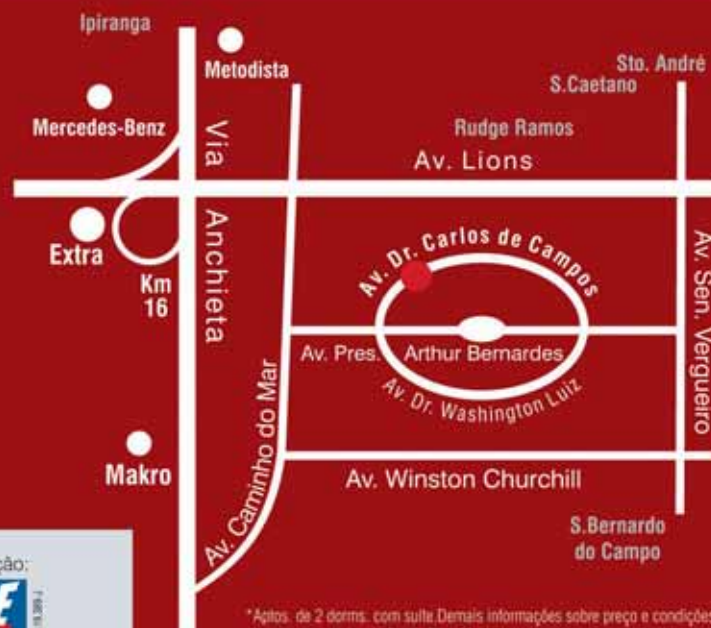 Ipiranga
Metodista
Sto. André
S.Caetano
Mercedes-Benz
Via
Anchieta
Rudge Ramos
Av. Lions
Extra
Km
16
Av. Dr. Carlos de Campos
Av. Sen. Vergueiro
Av. Pres. Arthur Bernardes
Av. Dr. Washington Luiz
Av. Caminho do Mar
Makro
Av. Winston Churchill
S.Bernardo
do Campo
ção:
E
*Aptos. de 2 dorms. com suíte.Demais informações sobre preço e condições